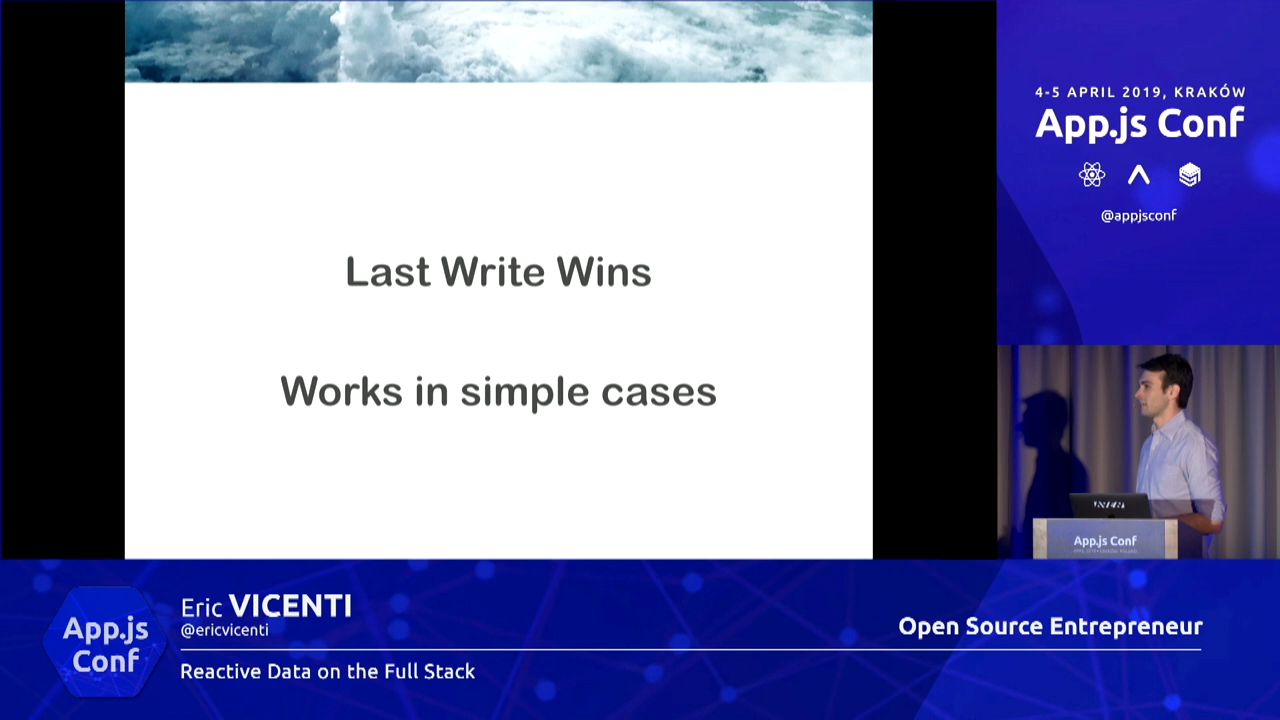 Last Write Wins
Works in simple cases
4-5 APRIL 2019, KRAKÓW
App.js Conf
@appjsconf
App.js Conf
App.js
Conf
Eric VICENTI
@ericvicenti
Open Source Entrepreneur
Reactive Data on the Full Stack